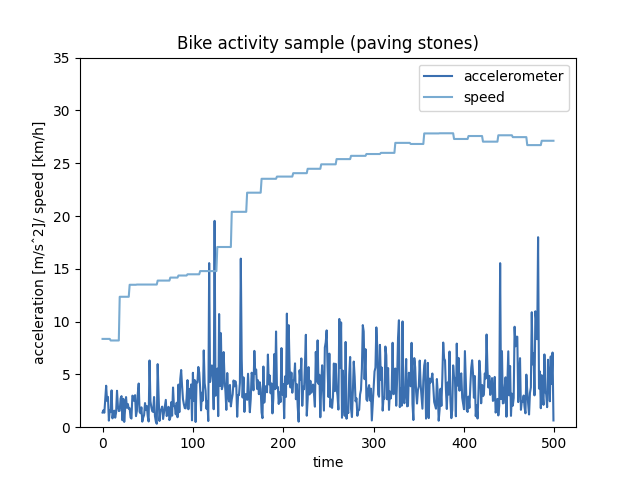 Bike activity sample (paving stones)
accelerometer
speed
35
30
25
20
15
10
5
0
acceleration [m/s^2]/ speed [km/h]
0 100 200 300 400 500
time